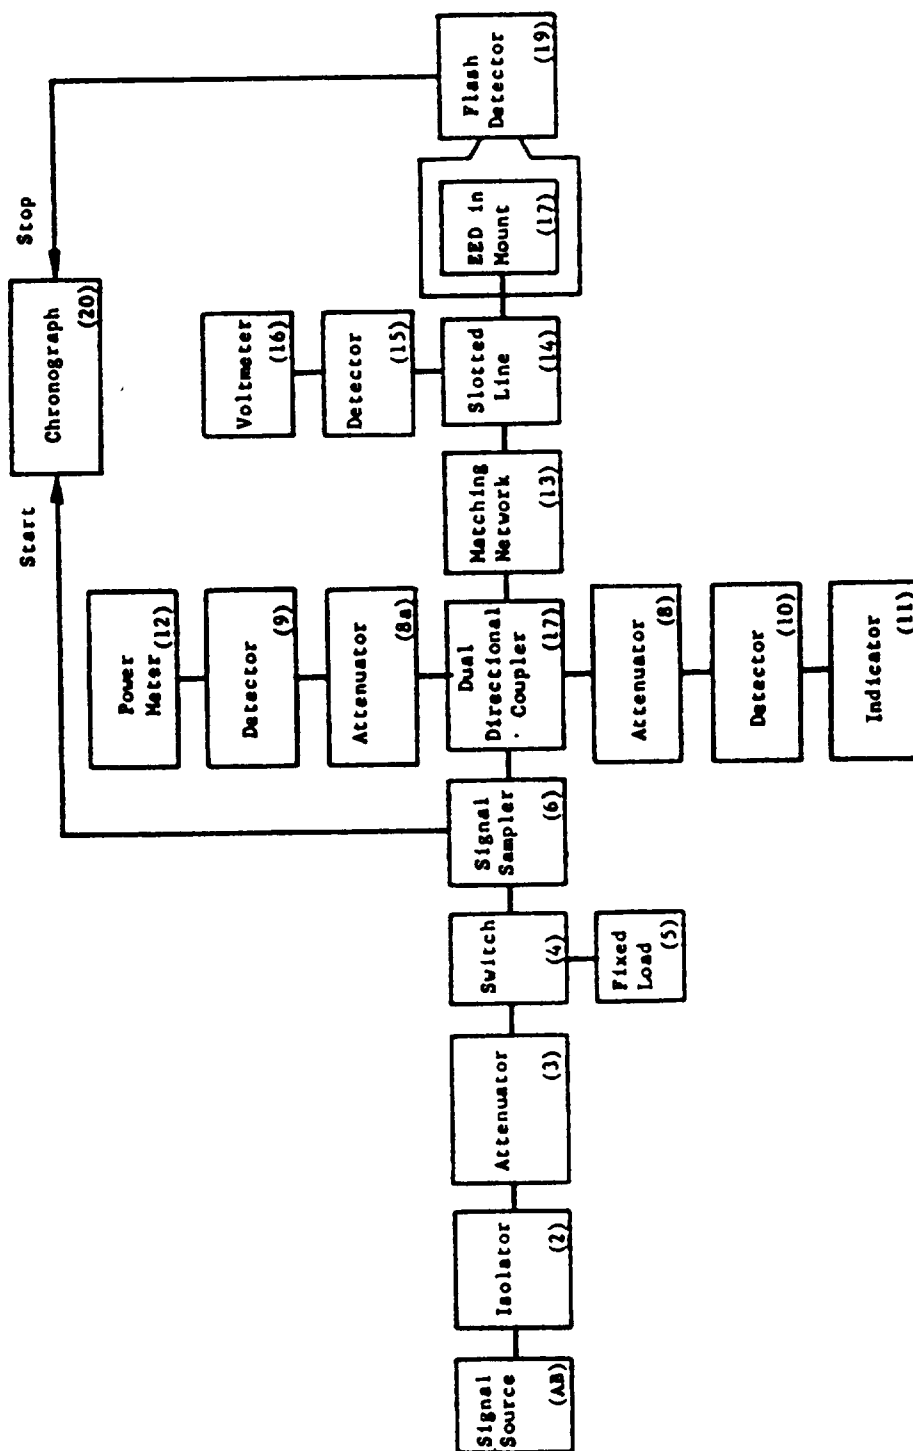 Start
Stop
Chronograph
(20)
Power
Meter (12)
Detector
(9)
Attenuator
(8a)
Voltmeter
(16)
Detector
(15)
Signal
Source
(AB)
Isolator
(2)
Attenuator
(3)
Switch
(4)
Signal
Sampler
(6)
Dual
Directional
Coupler
(17)
Matching
Network
(13)
Slotted
Line
(14)
EED in
Mount
(17)
Flash
Detector
(19)
Fixed
Load
(5)
Attenuator
(8)
Detector
(10)
Indicator
(11)